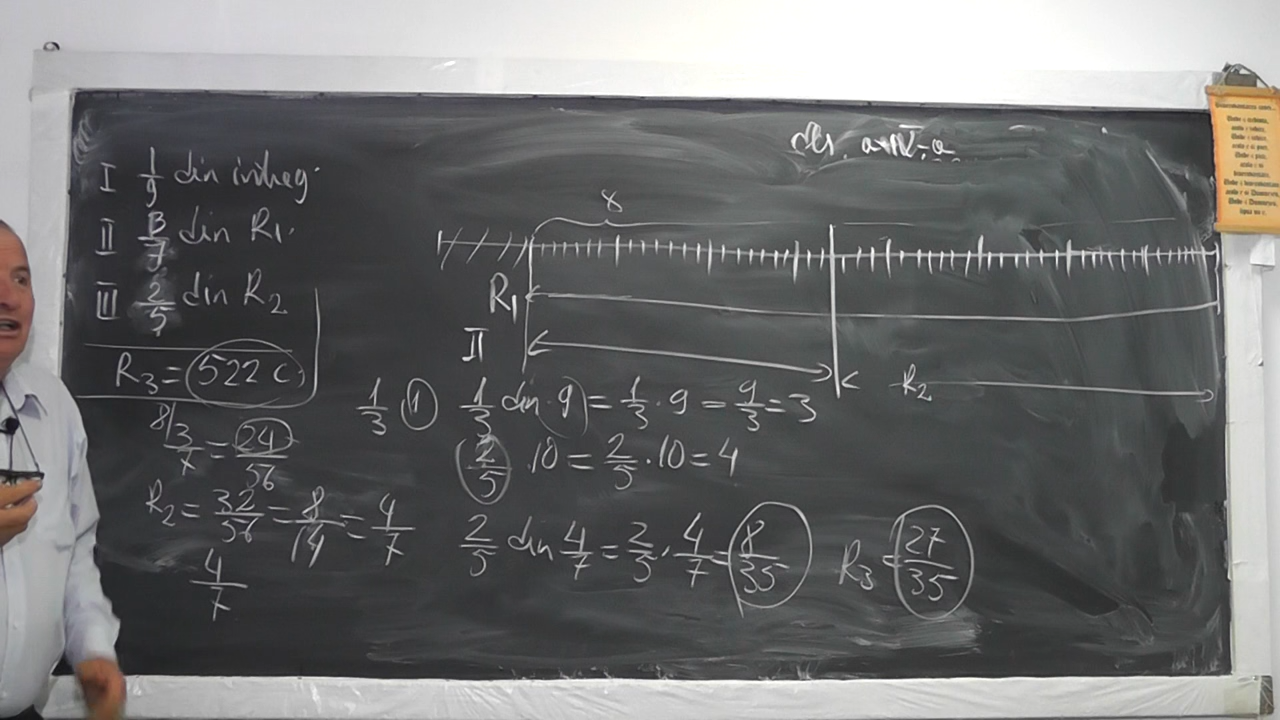 I 1/9 din intreg.
II 3/7 din R₁.
III 2/5 din R₂
R₃ = 522 c
8/ 3/7 = 24/56
R₂ = 32/56 = 8/14 = 4/7
4/7
8
R₁
II
R₂
1/3 1 1/3 din 9 = 1/3 · 9 = 9/3 = 3
2/5 · 10 = 2/5 · 10 = 4
2/5 din 4/7 = 2/5 · 4/7 = 8/35 R₃ = 27/35